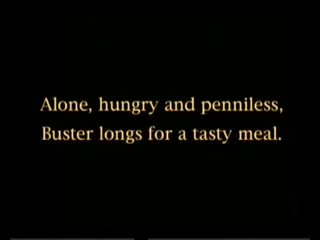 Alone, hungry and penniless,
Buster longs for a tasty meal.